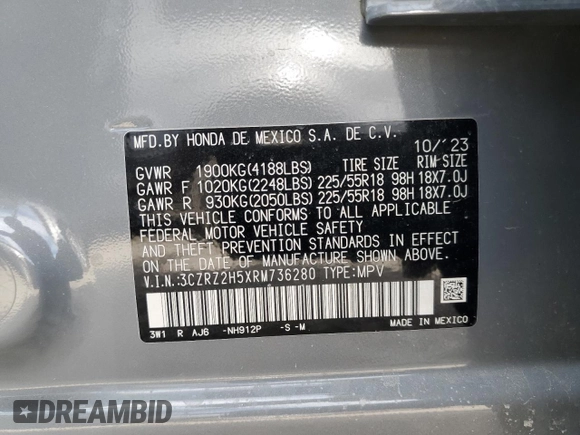 MFD.BY HONDA DE MEXICO S.A. DE C.V.
10/'23
GVWR 1900KG(4188LBS) TIRE SIZE RIM-SIZE
GAWR F 1020KG(2248LBS) 225/55R18 98H 18X7.0J
GAWR R 930KG(2050LBS) 225/55R18 98H 18X7.0J
THIS VEHICLE CONFORMS TO ALL APPLICABLE
FEDERAL MOTOR VEHICLE SAFETY
AND THEFT PREVENTION STANDARDS IN EFFECT
ON THE DATE OF MANUFACTURE SHOWN ABOVE.
V.I.N.:3CZRZ2H5XRM736280 TYPE:MPV
3W1 R AJ6 -NH912P -S -M
MADE IN MEXICO
DREAMBID